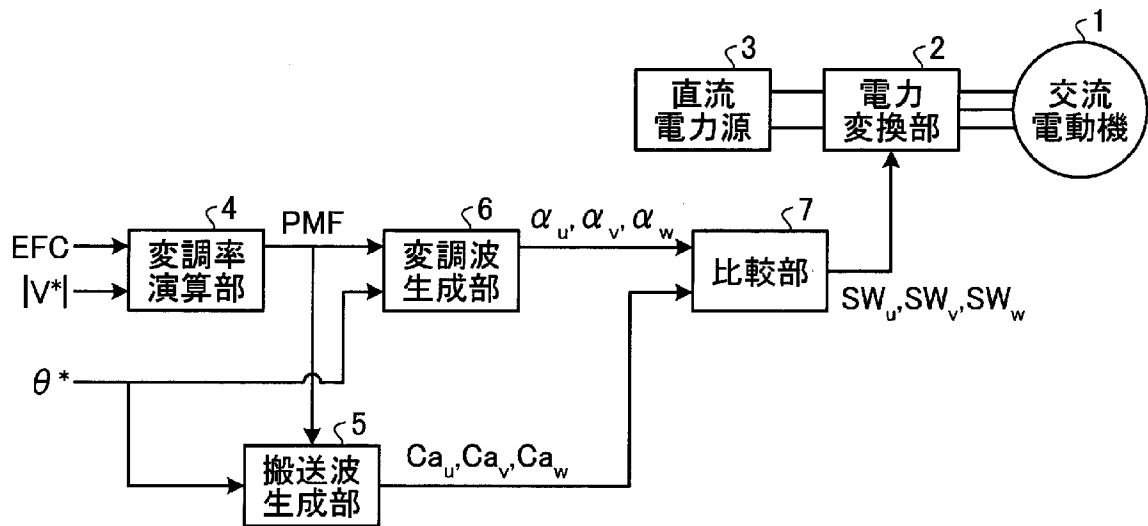 1
2
3
直流
電力源
電力
変換部
交流
電動機
4
PMF
6
α_u,α_v,α_w
7
EFC
|V*|
変調率
演算部
変調波
生成部
比較部
SW_u,SW_v,SW_w
θ*
5
搬送波
生成部
Ca_u,Ca_v,Ca_w